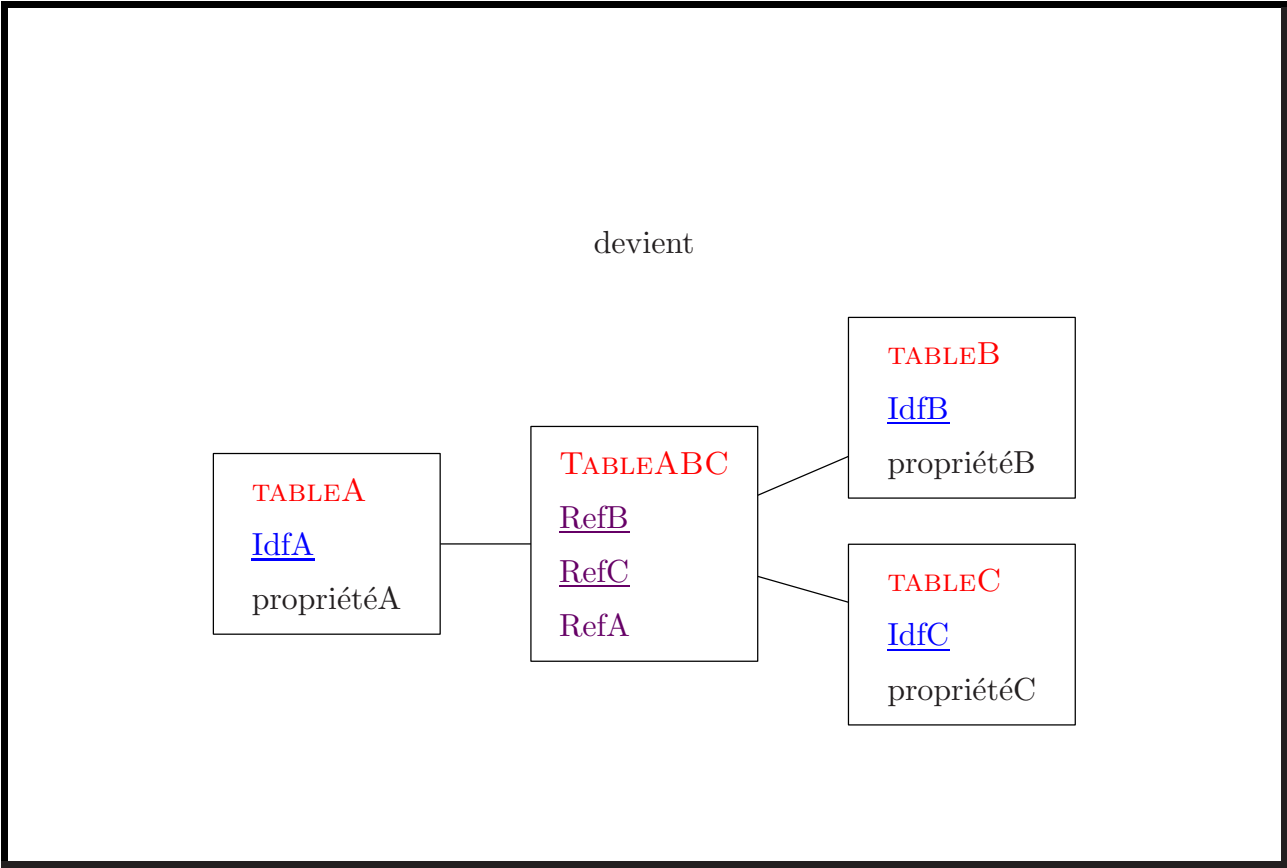 devient
TABLEA
IdfA
propriétéA
TABLEABC
RefB
RefC
RefA
TABLEB
IdfB
propriétéB
TABLEC
IdfC
propriétéC